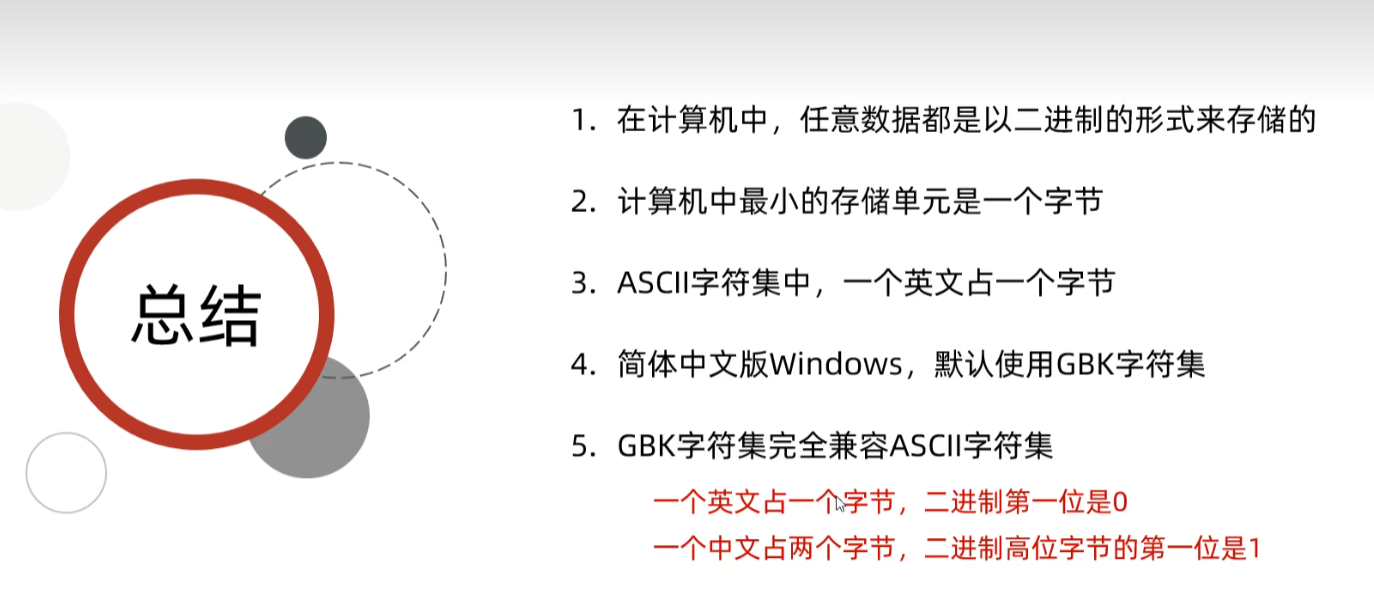 总结
1. 在计算机中，任意数据都是以二进制的形式来存储的
2. 计算机中最小的存储单元是一个字节
3. ASCII字符集中，一个英文占一个字节
4. 简体中文版Windows，默认使用GBK字符集
5. GBK字符集完全兼容ASCII字符集
一个英文占一个字节，二进制第一位是0
一个中文占两个字节，二进制高位字节的第一位是1